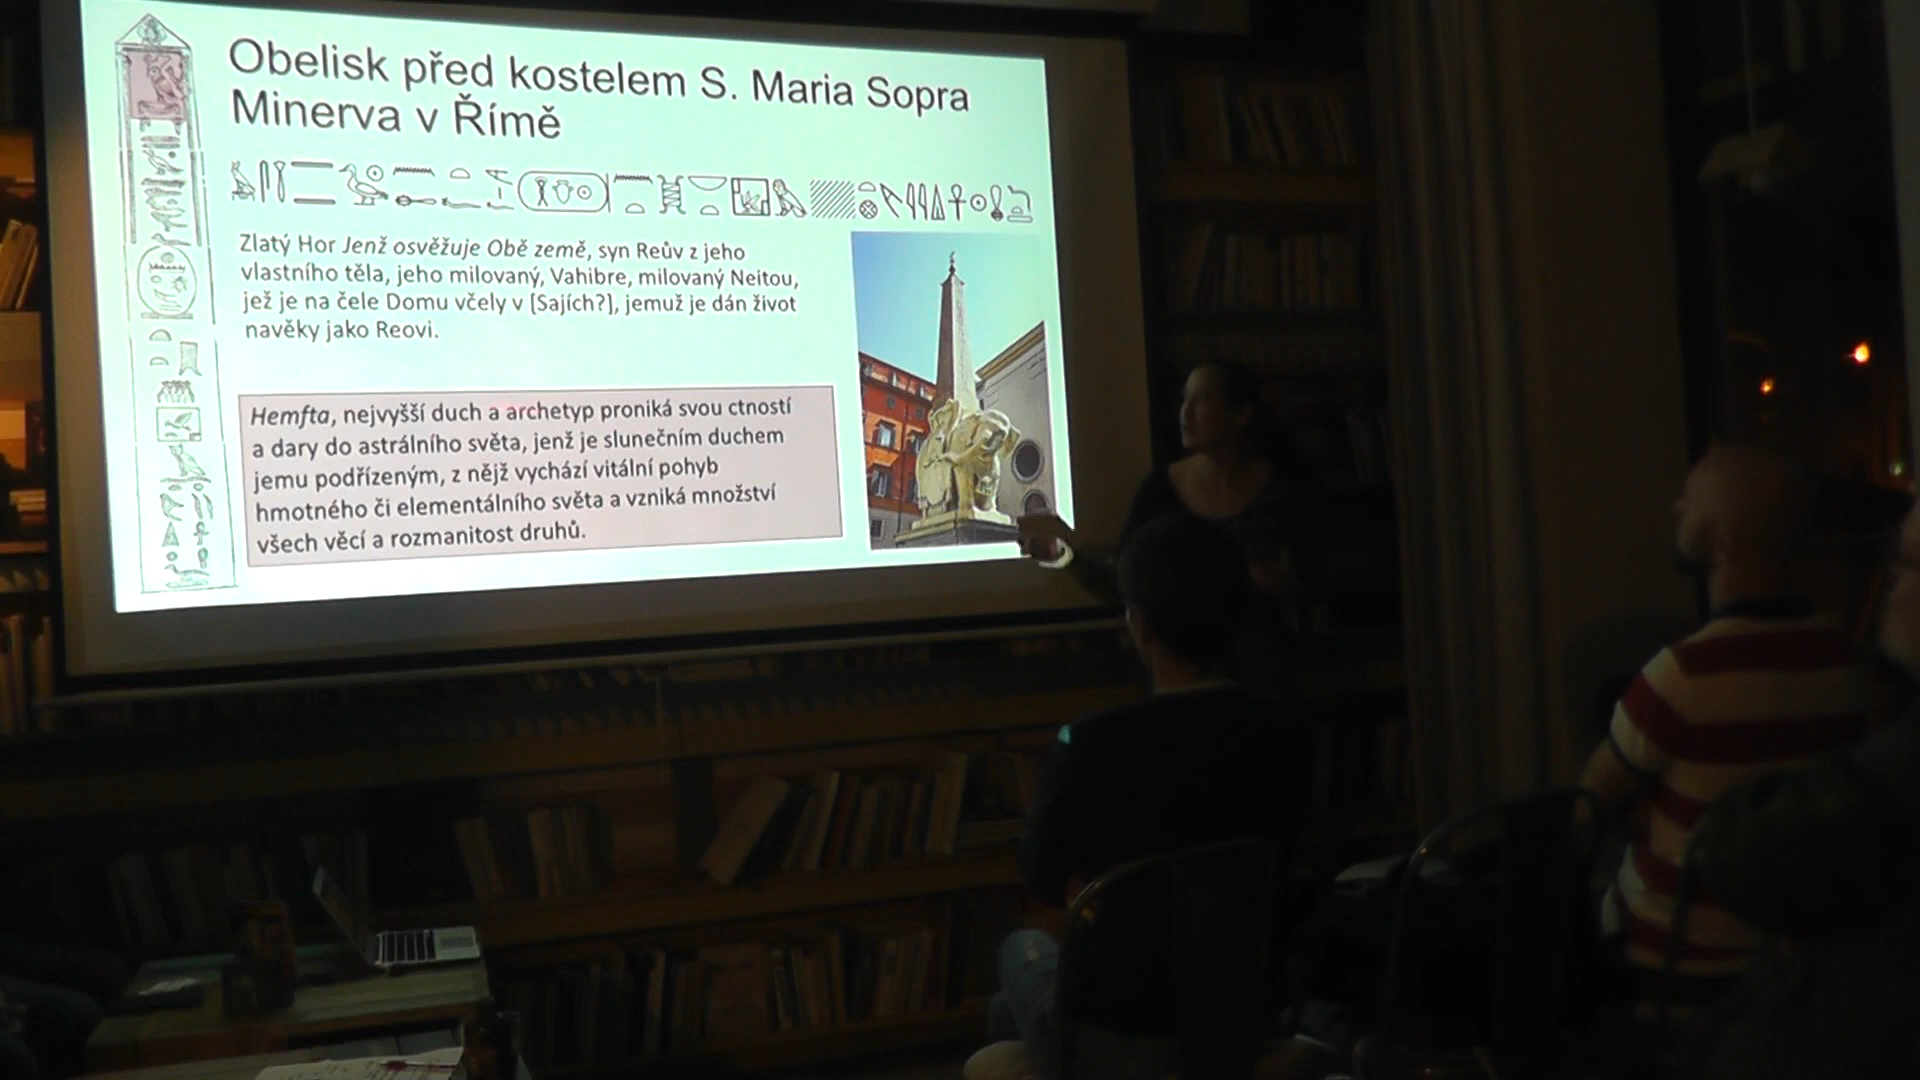 Obelisk před kostelem S. Maria Sopra
Minerva v Římě
Zlatý Hor Jenž osvěžuje Obě země, syn Reův z jeho
vlastního těla, jeho milovaný, Vahibre, milovaný Neitou,
jež je na čele Domu včely v [Sajích?], jemuž je dán život
navěky jako Reovi.
Hemfta, nejvyšší duch a archetyp proniká svou ctností
a dary do astrálního světa, jenž je slunečním duchem
jemu podřízeným, z nějž vychází vitální pohyb
hmotného či elementálního světa a vzniká množství
všech věcí a rozmanitost druhů.